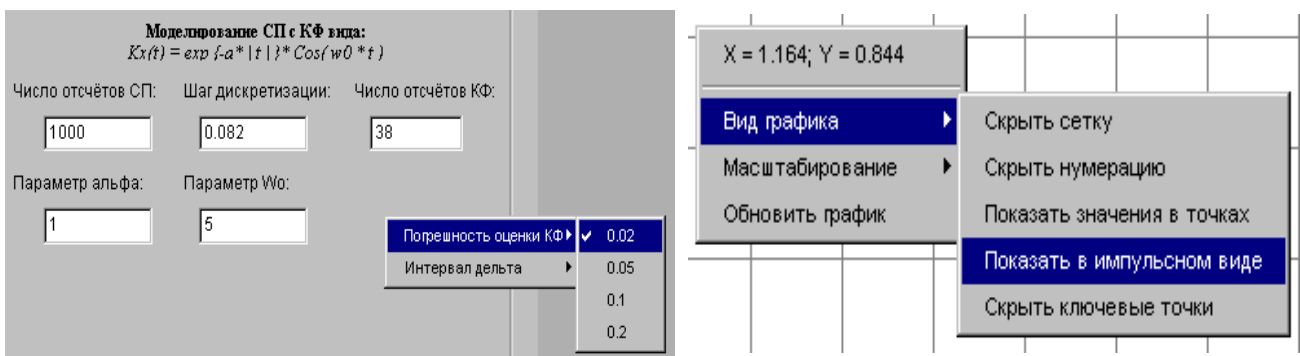 Моделирование СП с КФ вида:
Kx(t) = exp {-a* | t | }* Cos( w0 * t )
Число отсчётов СП: Шаг дискретизации: Число отсчётов КФ:
1000 0.082 38
Параметр альфа: Параметр Wo:
1 5
Погрешность оценки КФ 0.02
Интервал дельта 0.05
0.1
0.2
X = 1.164; Y = 0.844
Вид графика
Масштабирование
Обновить график
Скрыть сетку
Скрыть нумерацию
Показать значения в точках
Показать в импульсном виде
Скрыть ключевые точки